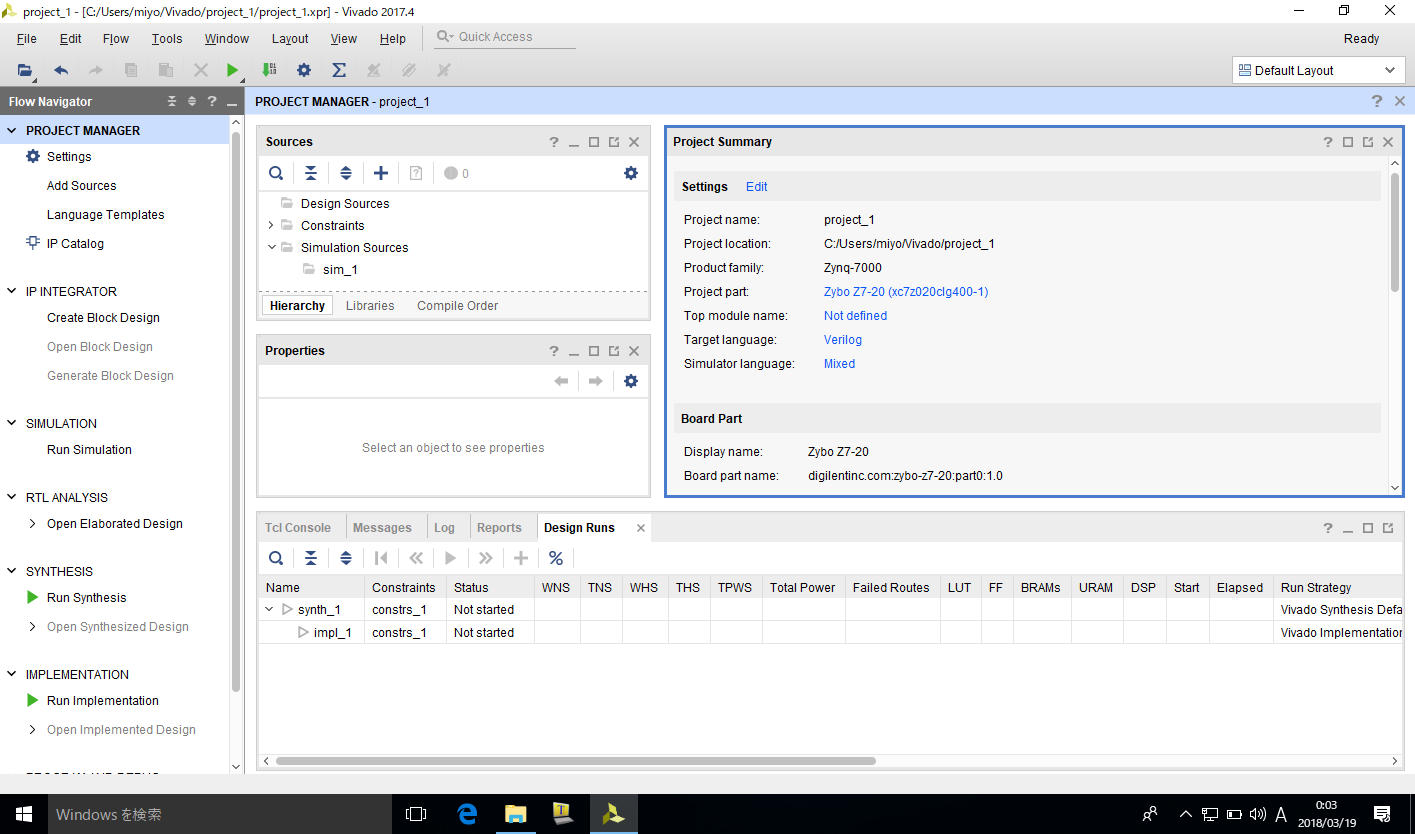 project_1 - [C:/Users/miyo/Vivado/project_1/project_1.xpr] - Vivado 2017.4
File Edit Flow Tools Window Layout View Help Quick Access Ready
Default Layout
Flow Navigator
PROJECT MANAGER
Settings
Add Sources
Language Templates
IP Catalog
IP INTEGRATOR
Create Block Design
Open Block Design
Generate Block Design
SIMULATION
Run Simulation
RTL ANALYSIS
Open Elaborated Design
SYNTHESIS
Run Synthesis
Open Synthesized Design
IMPLEMENTATION
Run Implementation
Open Implemented Design
PROJECT MANAGER - project_1
Sources
0
Design Sources
Constraints
Simulation Sources
sim_1
Hierarchy Libraries Compile Order
Properties
Select an object to see properties
Project Summary
Settings Edit
Project name: project_1
Project location: C:/Users/miyo/Vivado/project_1
Product family: Zynq-7000
Project part: Zybo Z7-20 (xc7z020clg400-1)
Top module name: Not defined
Target language: Verilog
Simulator language: Mixed
Board Part
Display name: Zybo Z7-20
Board part name: digilentinc.com:zybo-z7-20:part0:1.0
Tcl Console Messages Log Reports Design Runs
Name Constraints Status WNS TNS WHS THS TPWS Total Power Failed Routes LUT FF BRAMs URAM DSP Start Elapsed Run Strategy
synth_1 constrs_1 Not started Vivado Synthesis Defa
impl_1 constrs_1 Not started Vivado Implementation
Windows を検索
A
0:03
2018/03/19